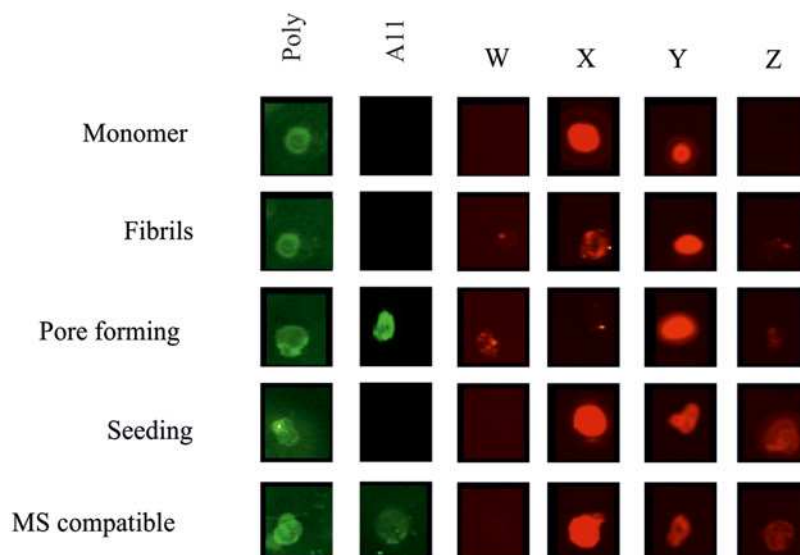 Poly A11 W X Y Z
Monomer
Fibrils
Pore forming
Seeding
MS compatible